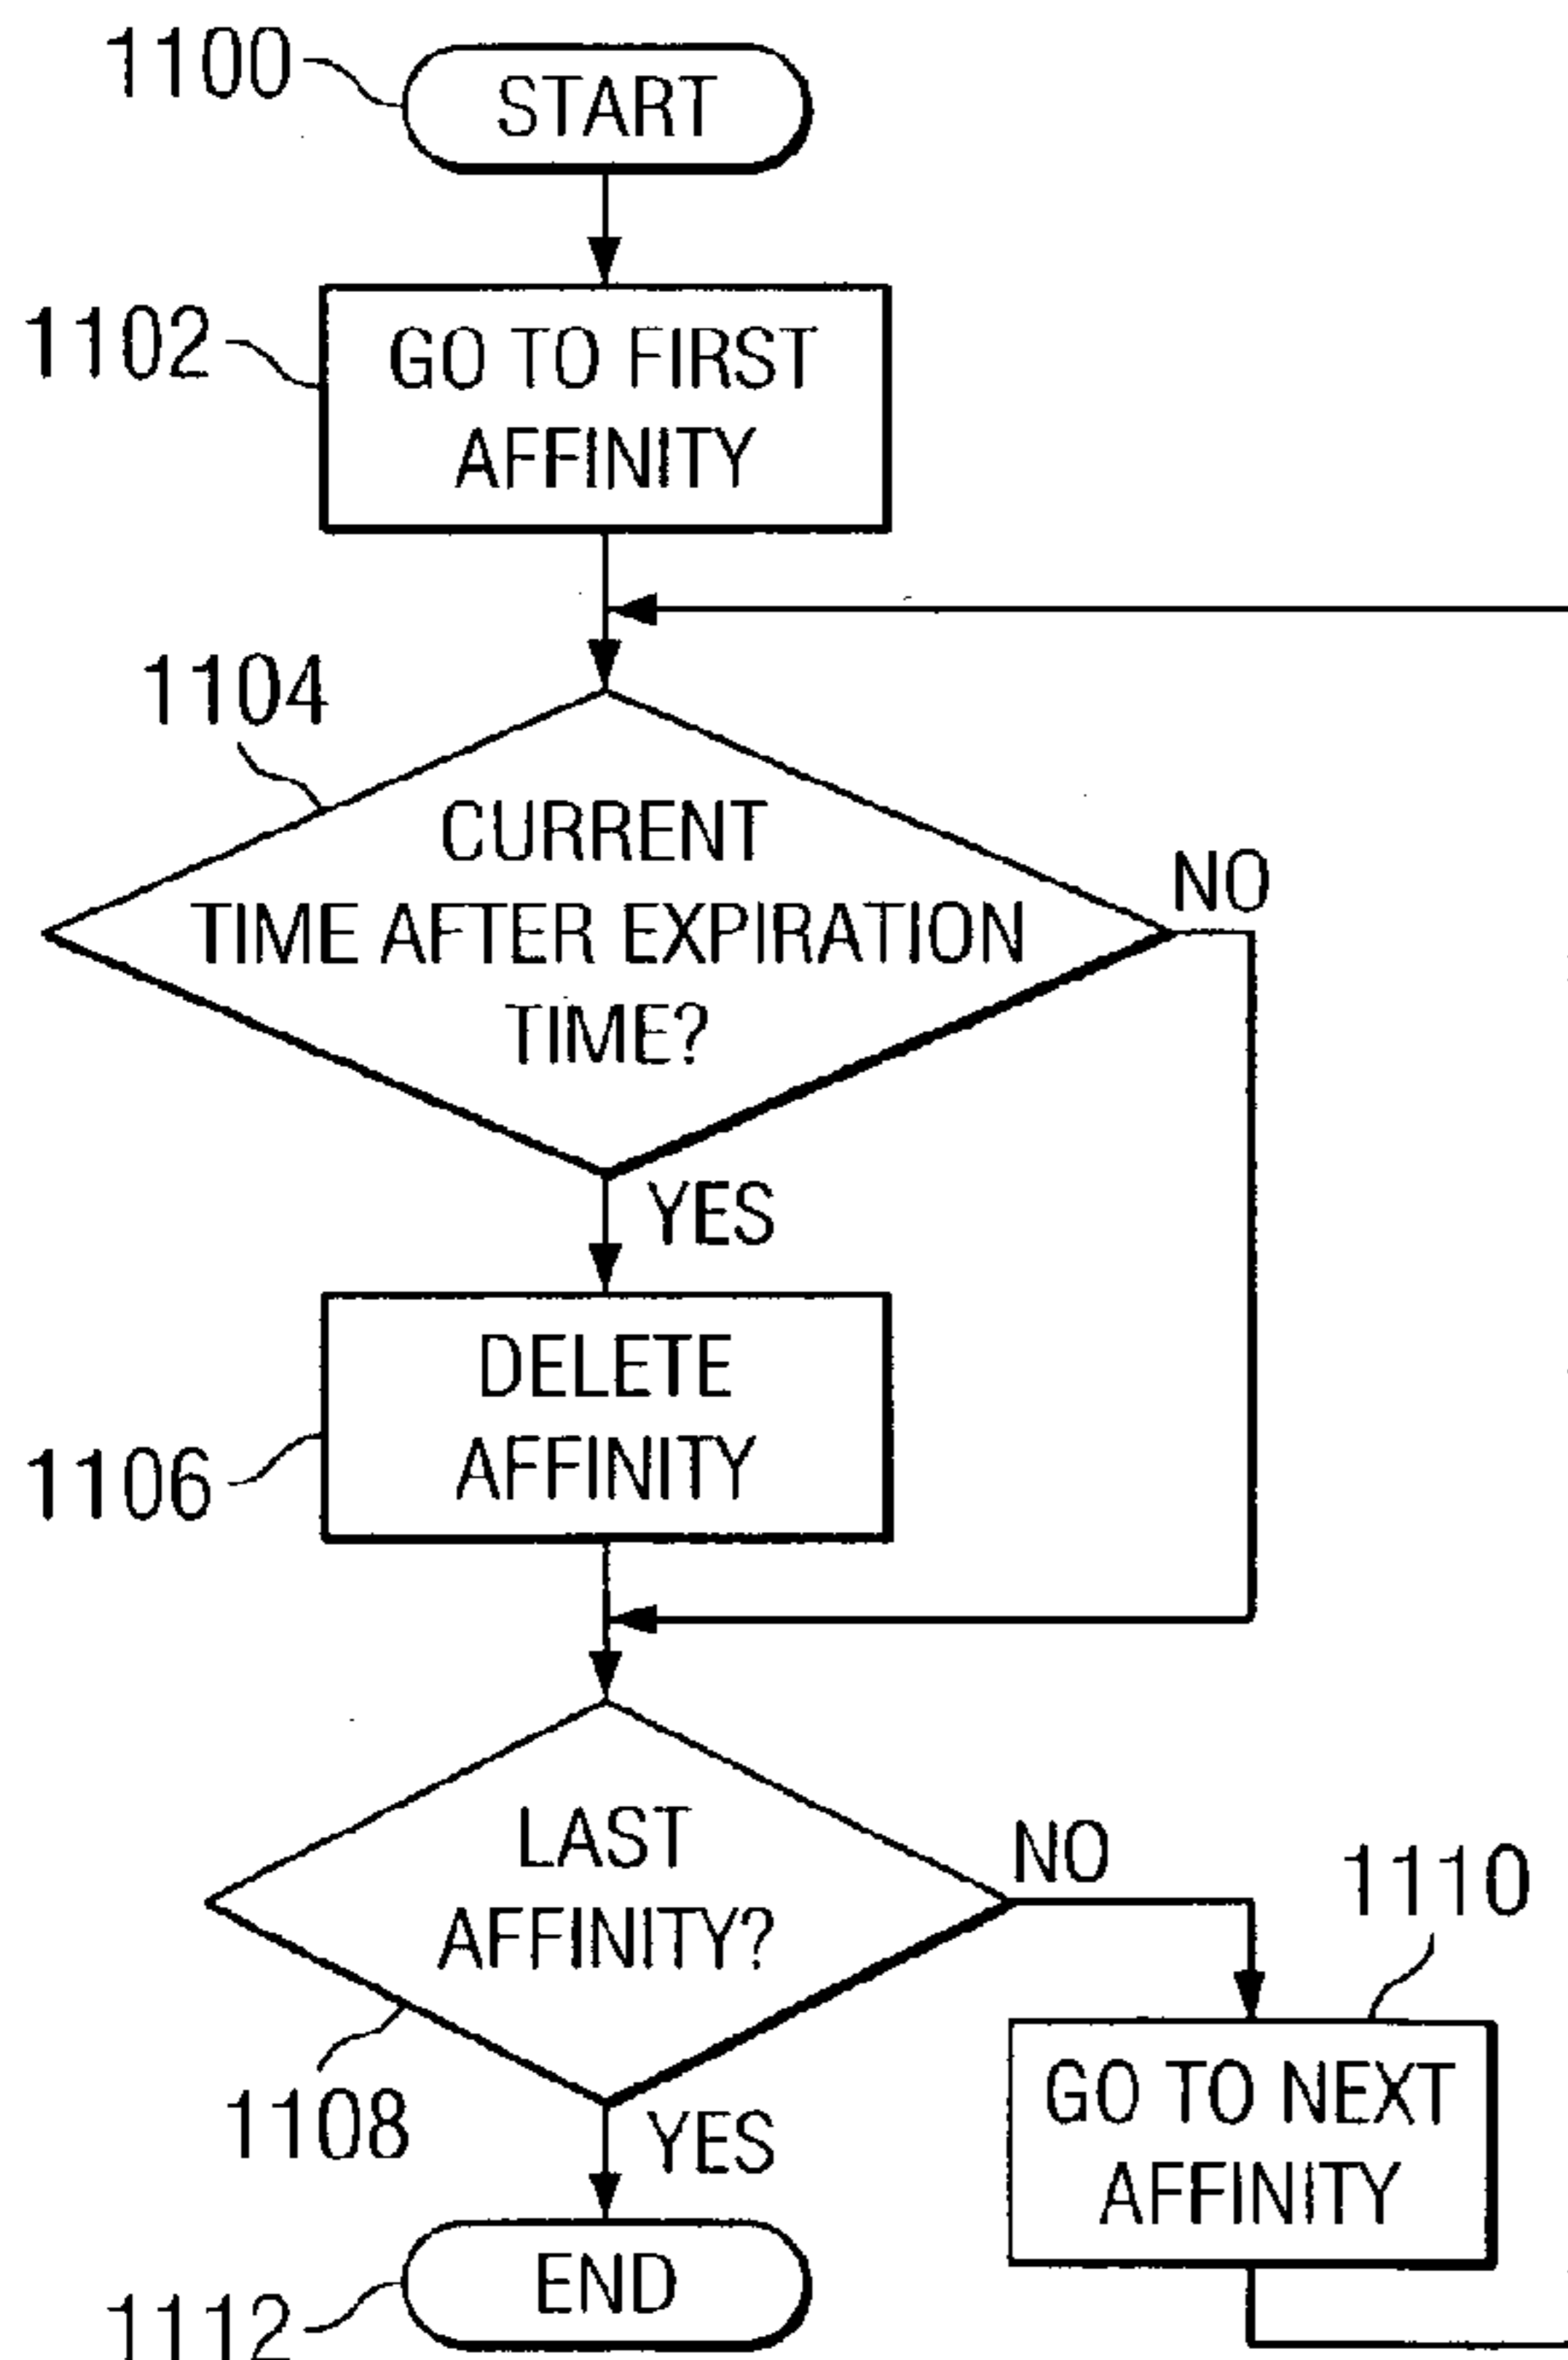 1100
START
1102
GO TO FIRST
AFFINITY
1104
CURRENT
TIME AFTER EXPIRATION
TIME?
NO
YES
DELETE
AFFINITY
1106
LAST
AFFINITY?
NO
1110
1108
YES
GO TO NEXT
AFFINITY
END
1112